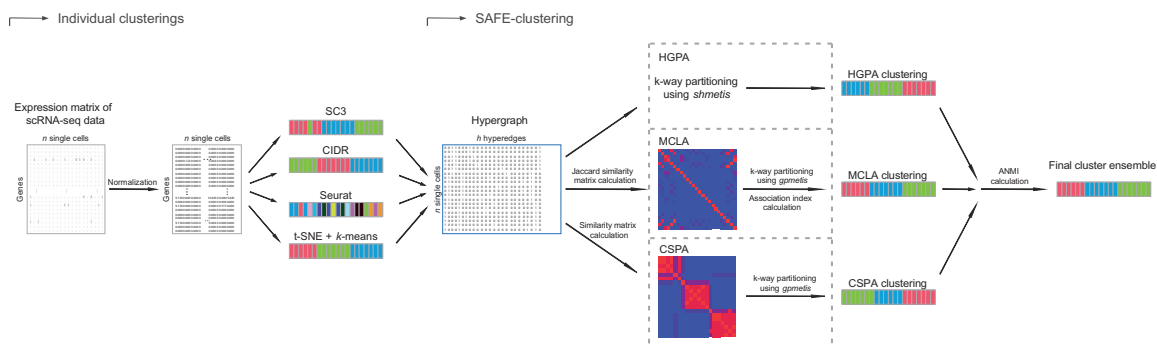 Individual clusterings
SAFE-clustering
Expression matrix of
scRNA-seq data
n single cells
Genes
Normalization
n single cells
Genes
SC3
CIDR
Seurat
t-SNE + k-means
Hypergraph
h hyperedges
n single cells
Jaccard similarity
matrix calculation
Similarity matrix
calculation
HGPA
k-way partitioning
using shmetis
MCLA
k-way partitioning
using gpmetis
Association index
calculation
CSPA
k-way partitioning
using gpmetis
HGPA clustering
MCLA clustering
CSPA clustering
ANMI
calculation
Final cluster ensemble